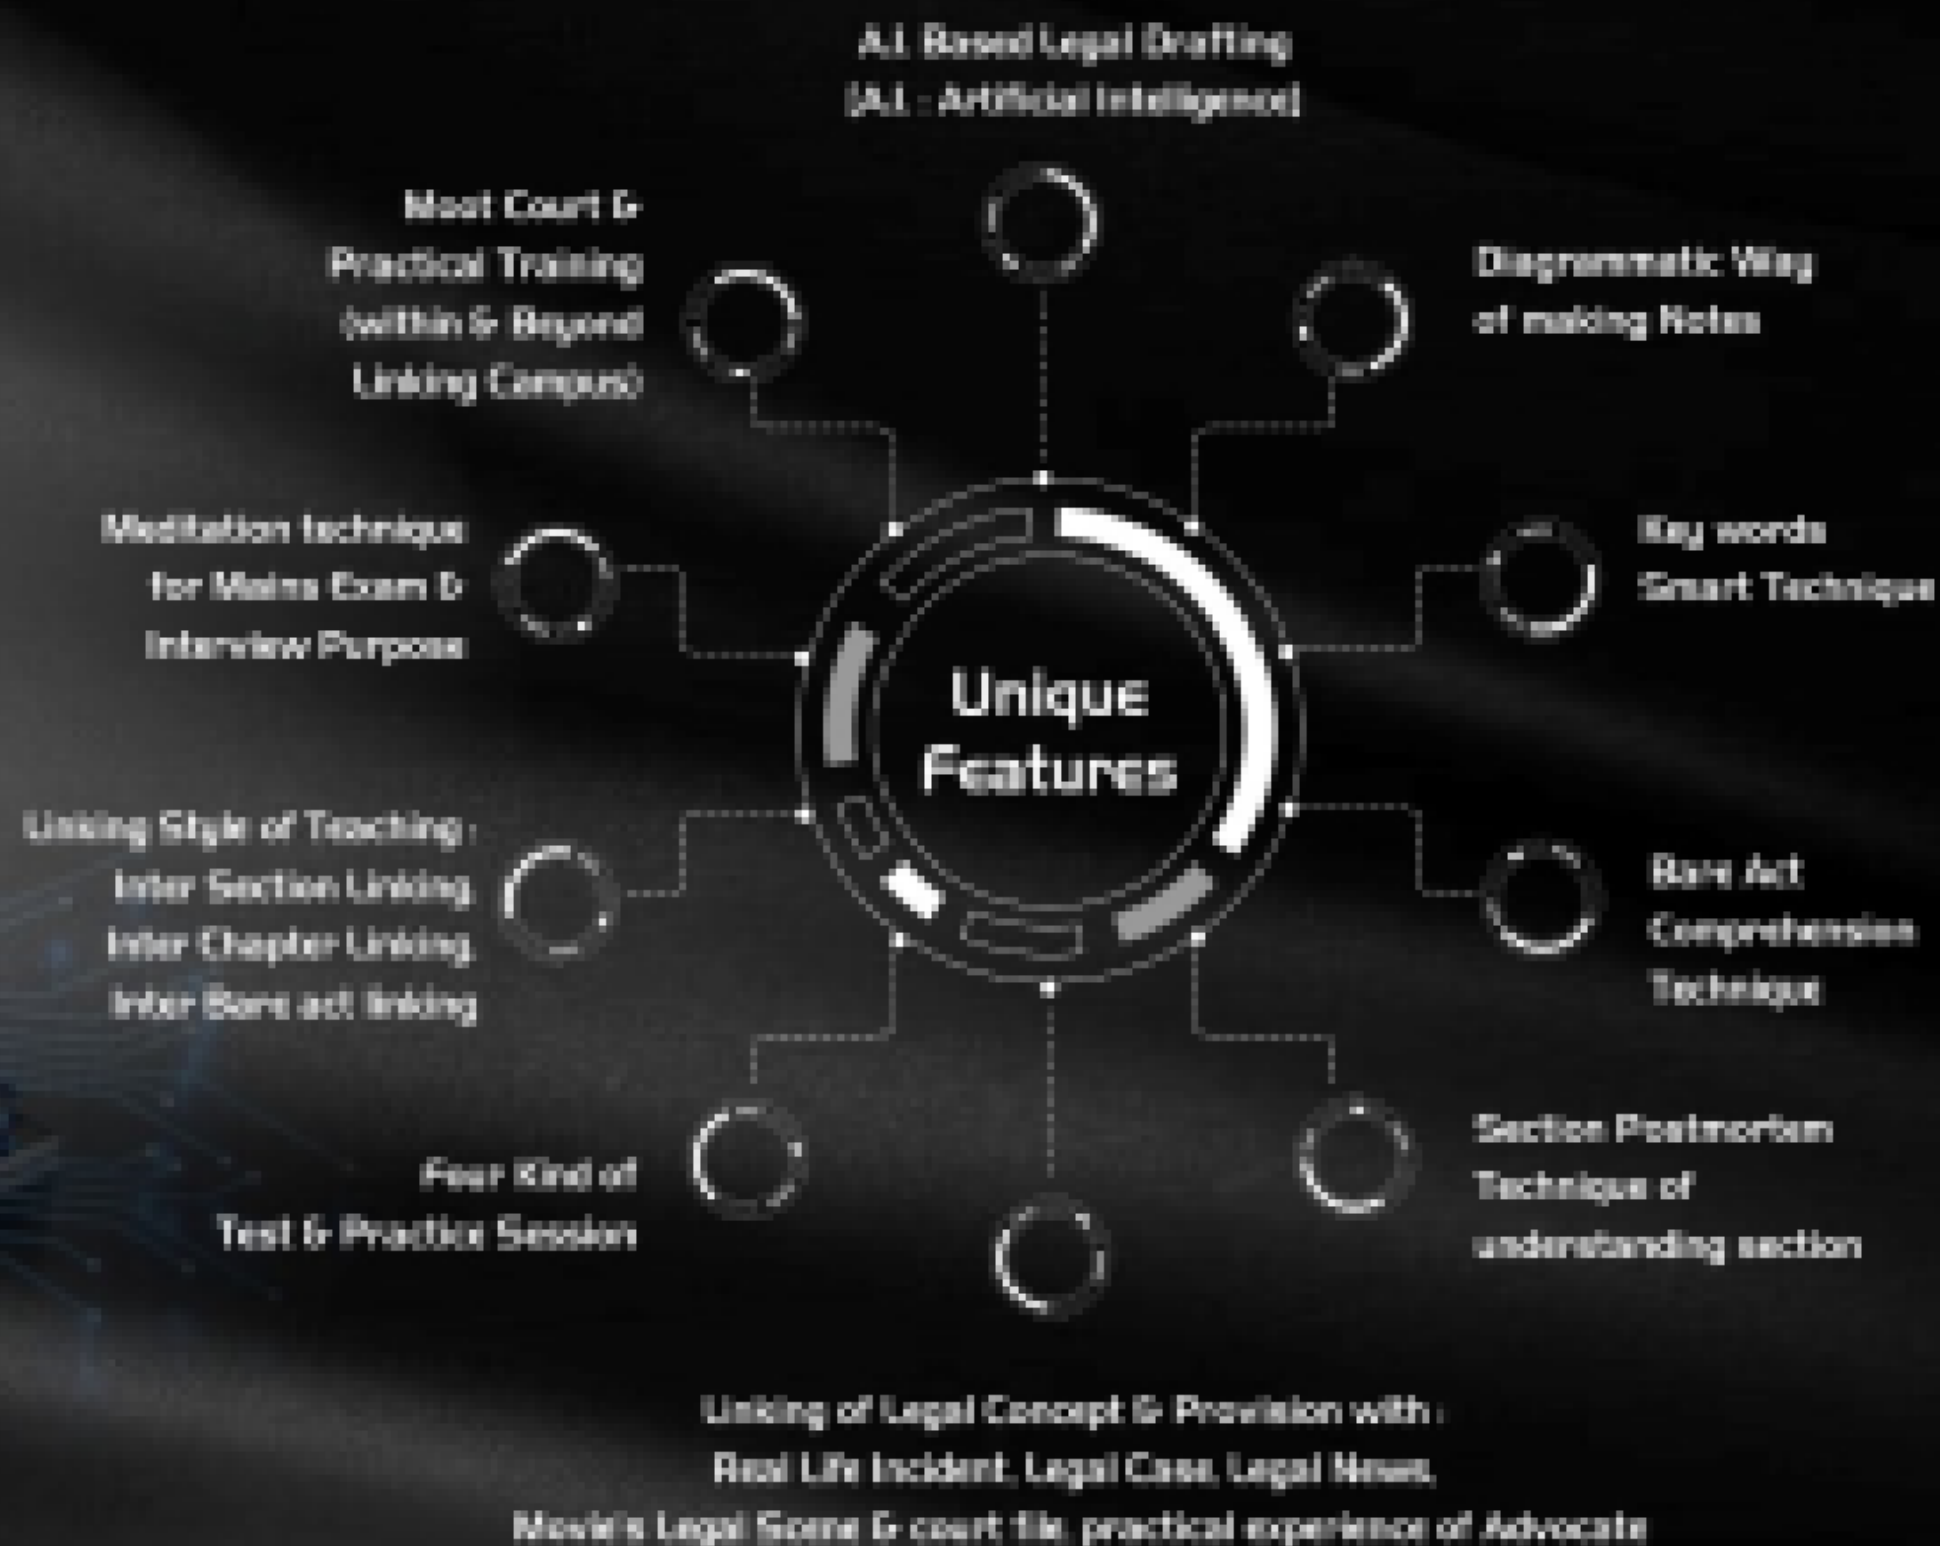 A.I. Based Legal Drafting
[A.I. : Artificial Intelligence]
Moot Court &
Practical Training
(within & Beyond
Linking Campus)
Diagrammatic Way
of making Notes
Meditation technique
for Mains Exam &
Interview Purpose
Key words
Smart Technique
Unique
Features
Linking Style of Teaching :
Inter Section Linking
Inter Chapter Linking
Inter Bare act linking
Bare Act
Comprehension
Technique
Four Kind of
Test & Practice Session
Section Postmortem
Technique of
understanding section
Linking of Legal Concept & Provision with :
Real Life Incident, Legal Case, Legal News,
Movie's Legal Scene & court file, practical experience of Advocate